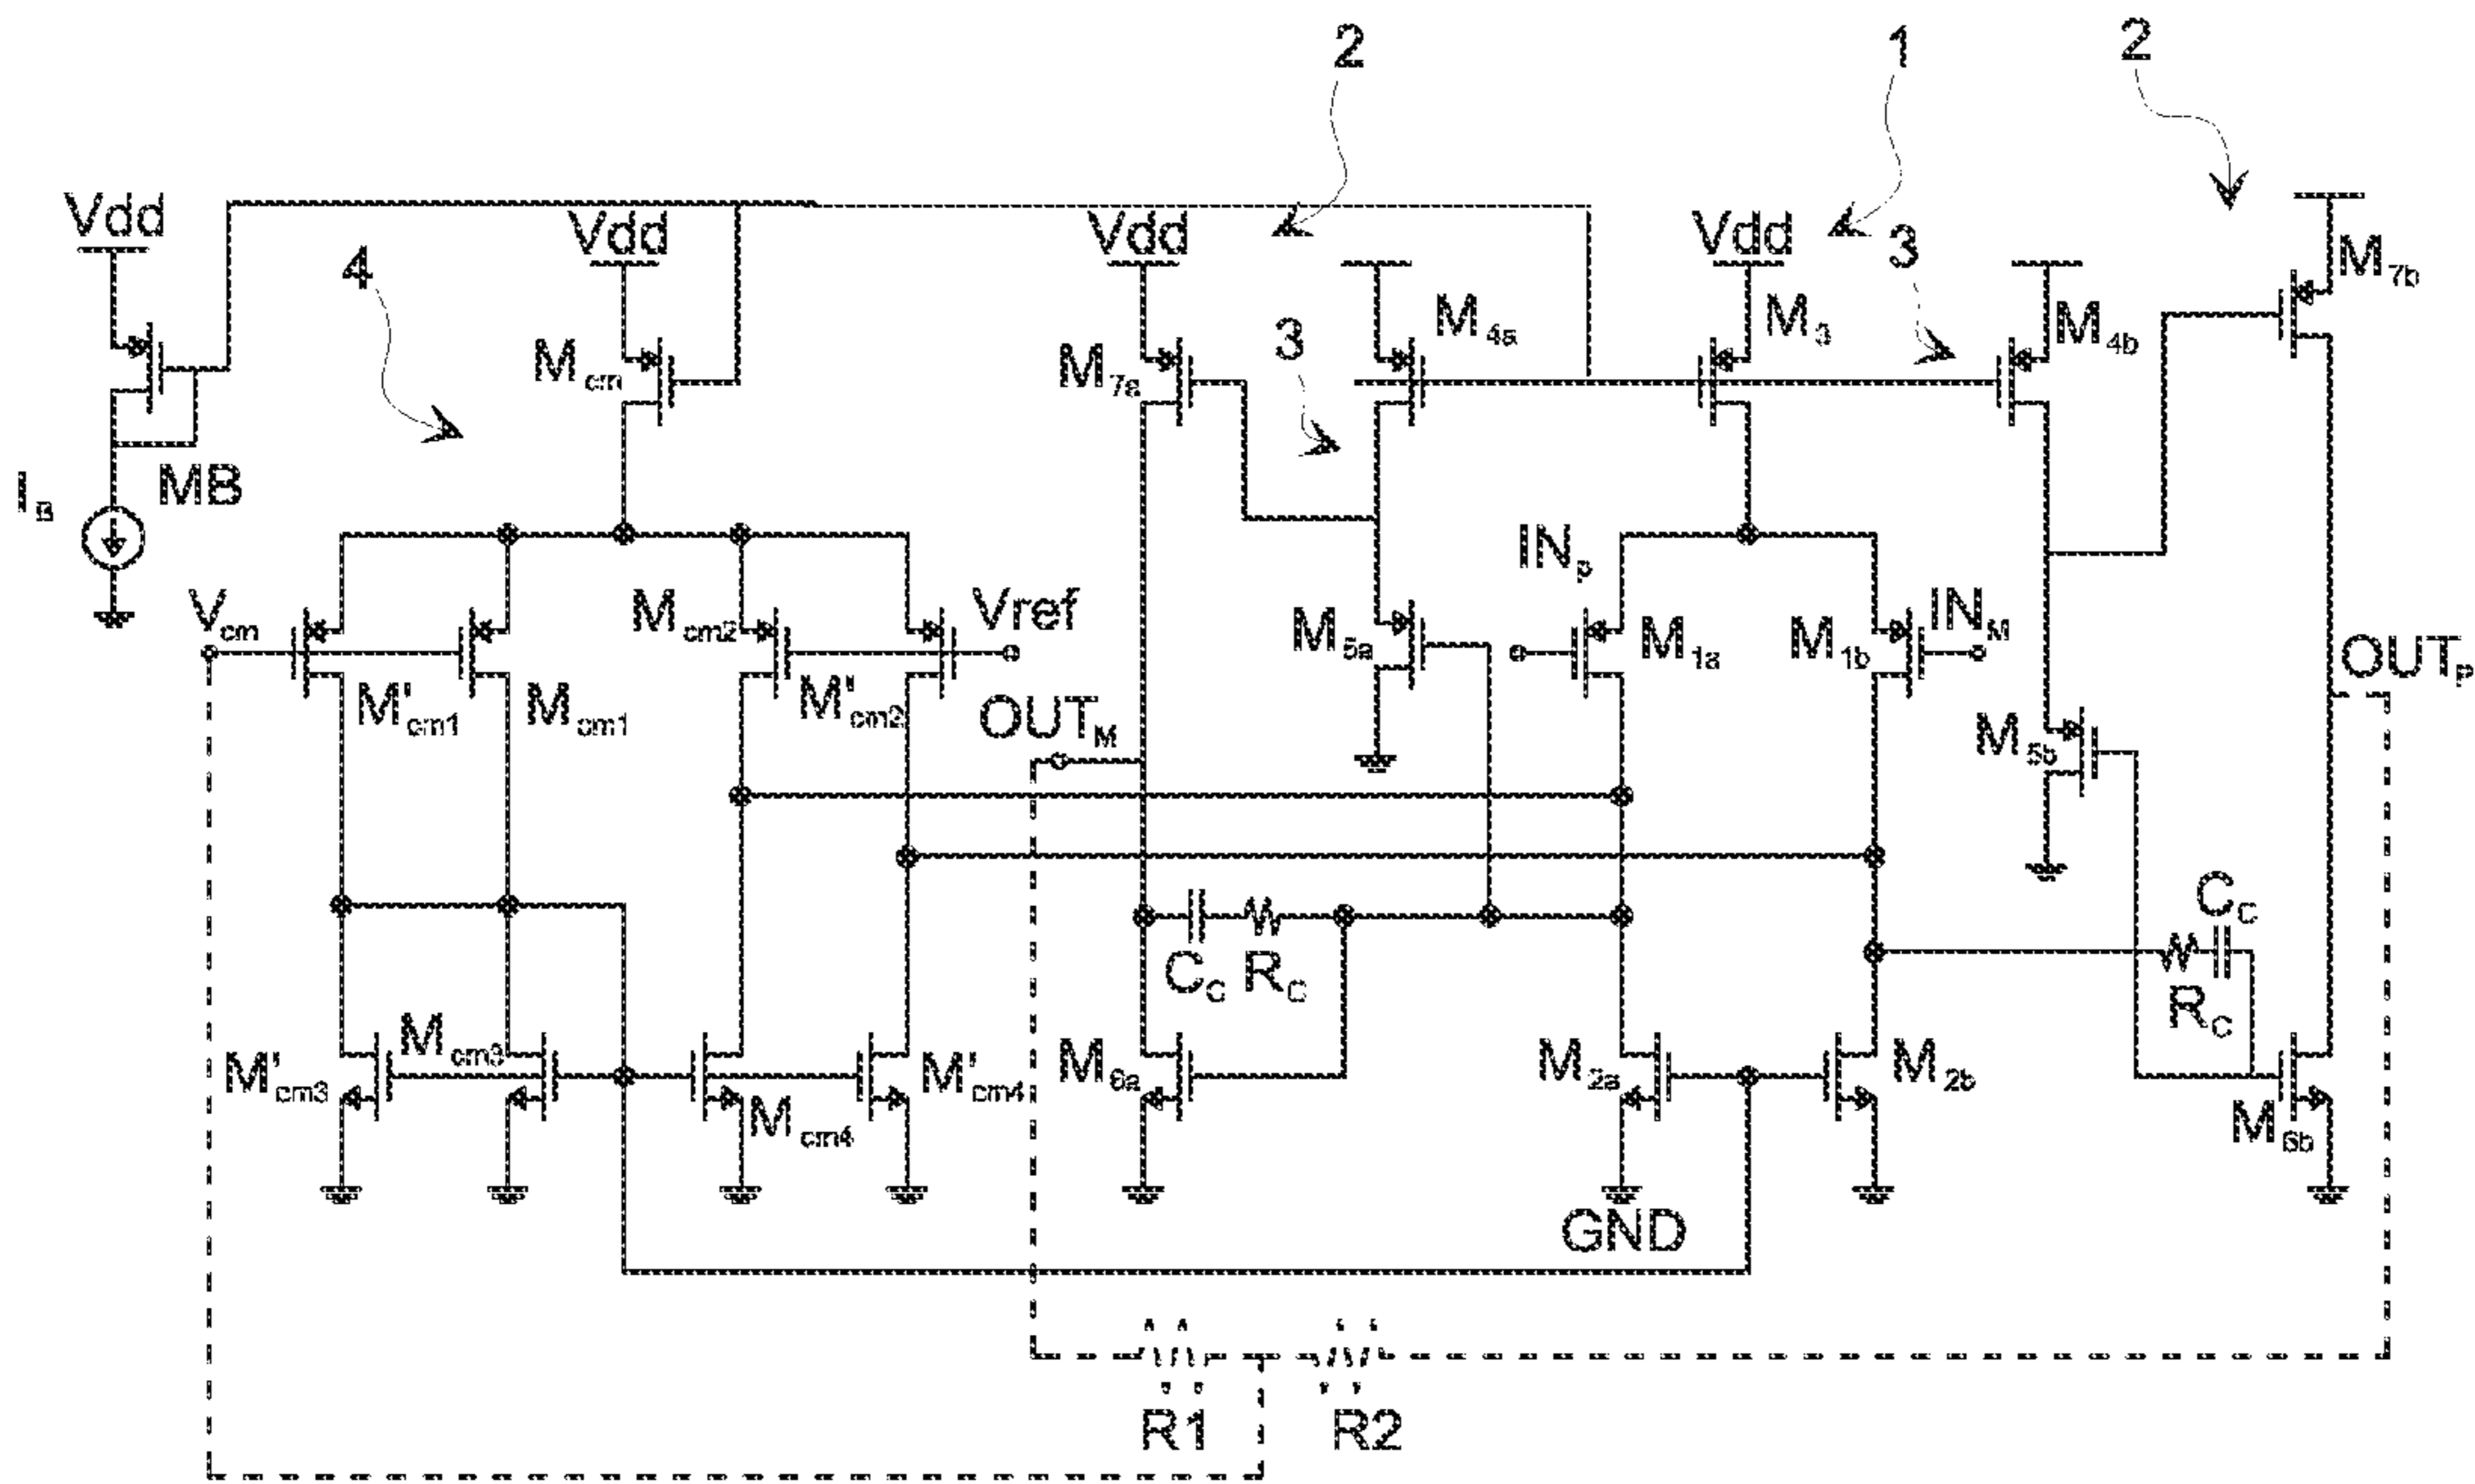 2
1
2
Vdd
Vdd
Vdd
Vdd
4
3
3
M7b
Mcm
M7a
M4a
M3
M4b
IB
MB
INp
Vcm
Mcm2
Vref
M5a
M1a
M1b
INM
OUTP
M'cm1
Mcm1
M'cm2
OUTM
M5b
CC
CC
RC
RC
M'cm3
Mcm3
Mcm4
M'cm4
M6a
M2a
M2b
M6b
GND
R1
R2